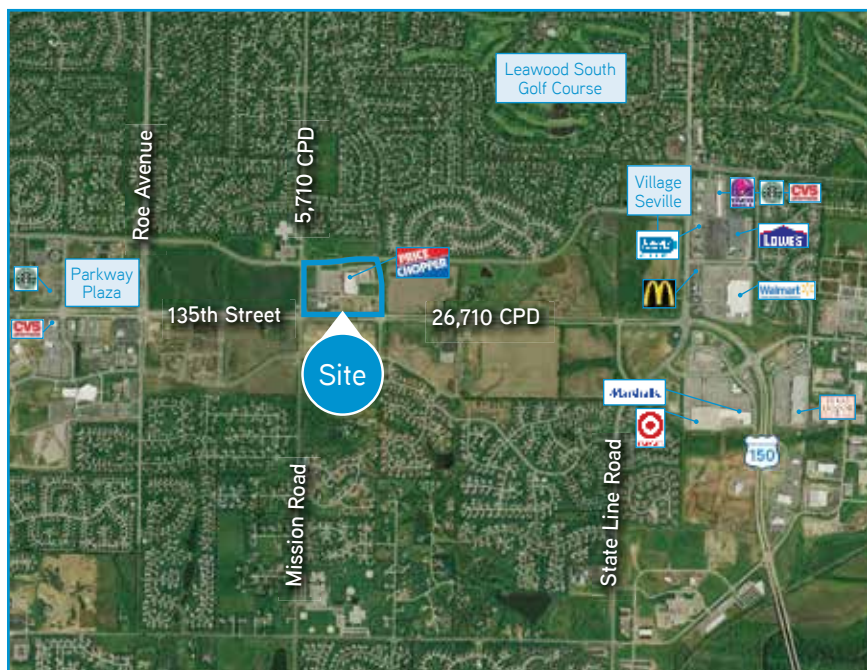 Leawood South
Golf Course
5,710 CPD
Roe Avenue
Village
Seville
CVS
LOWE'S
PRICE
CHOPPER
Parkway
Plaza
Walmart
135th Street
26,710 CPD
CVS
Site
Marshalls
150
Mission Road
State Line Road